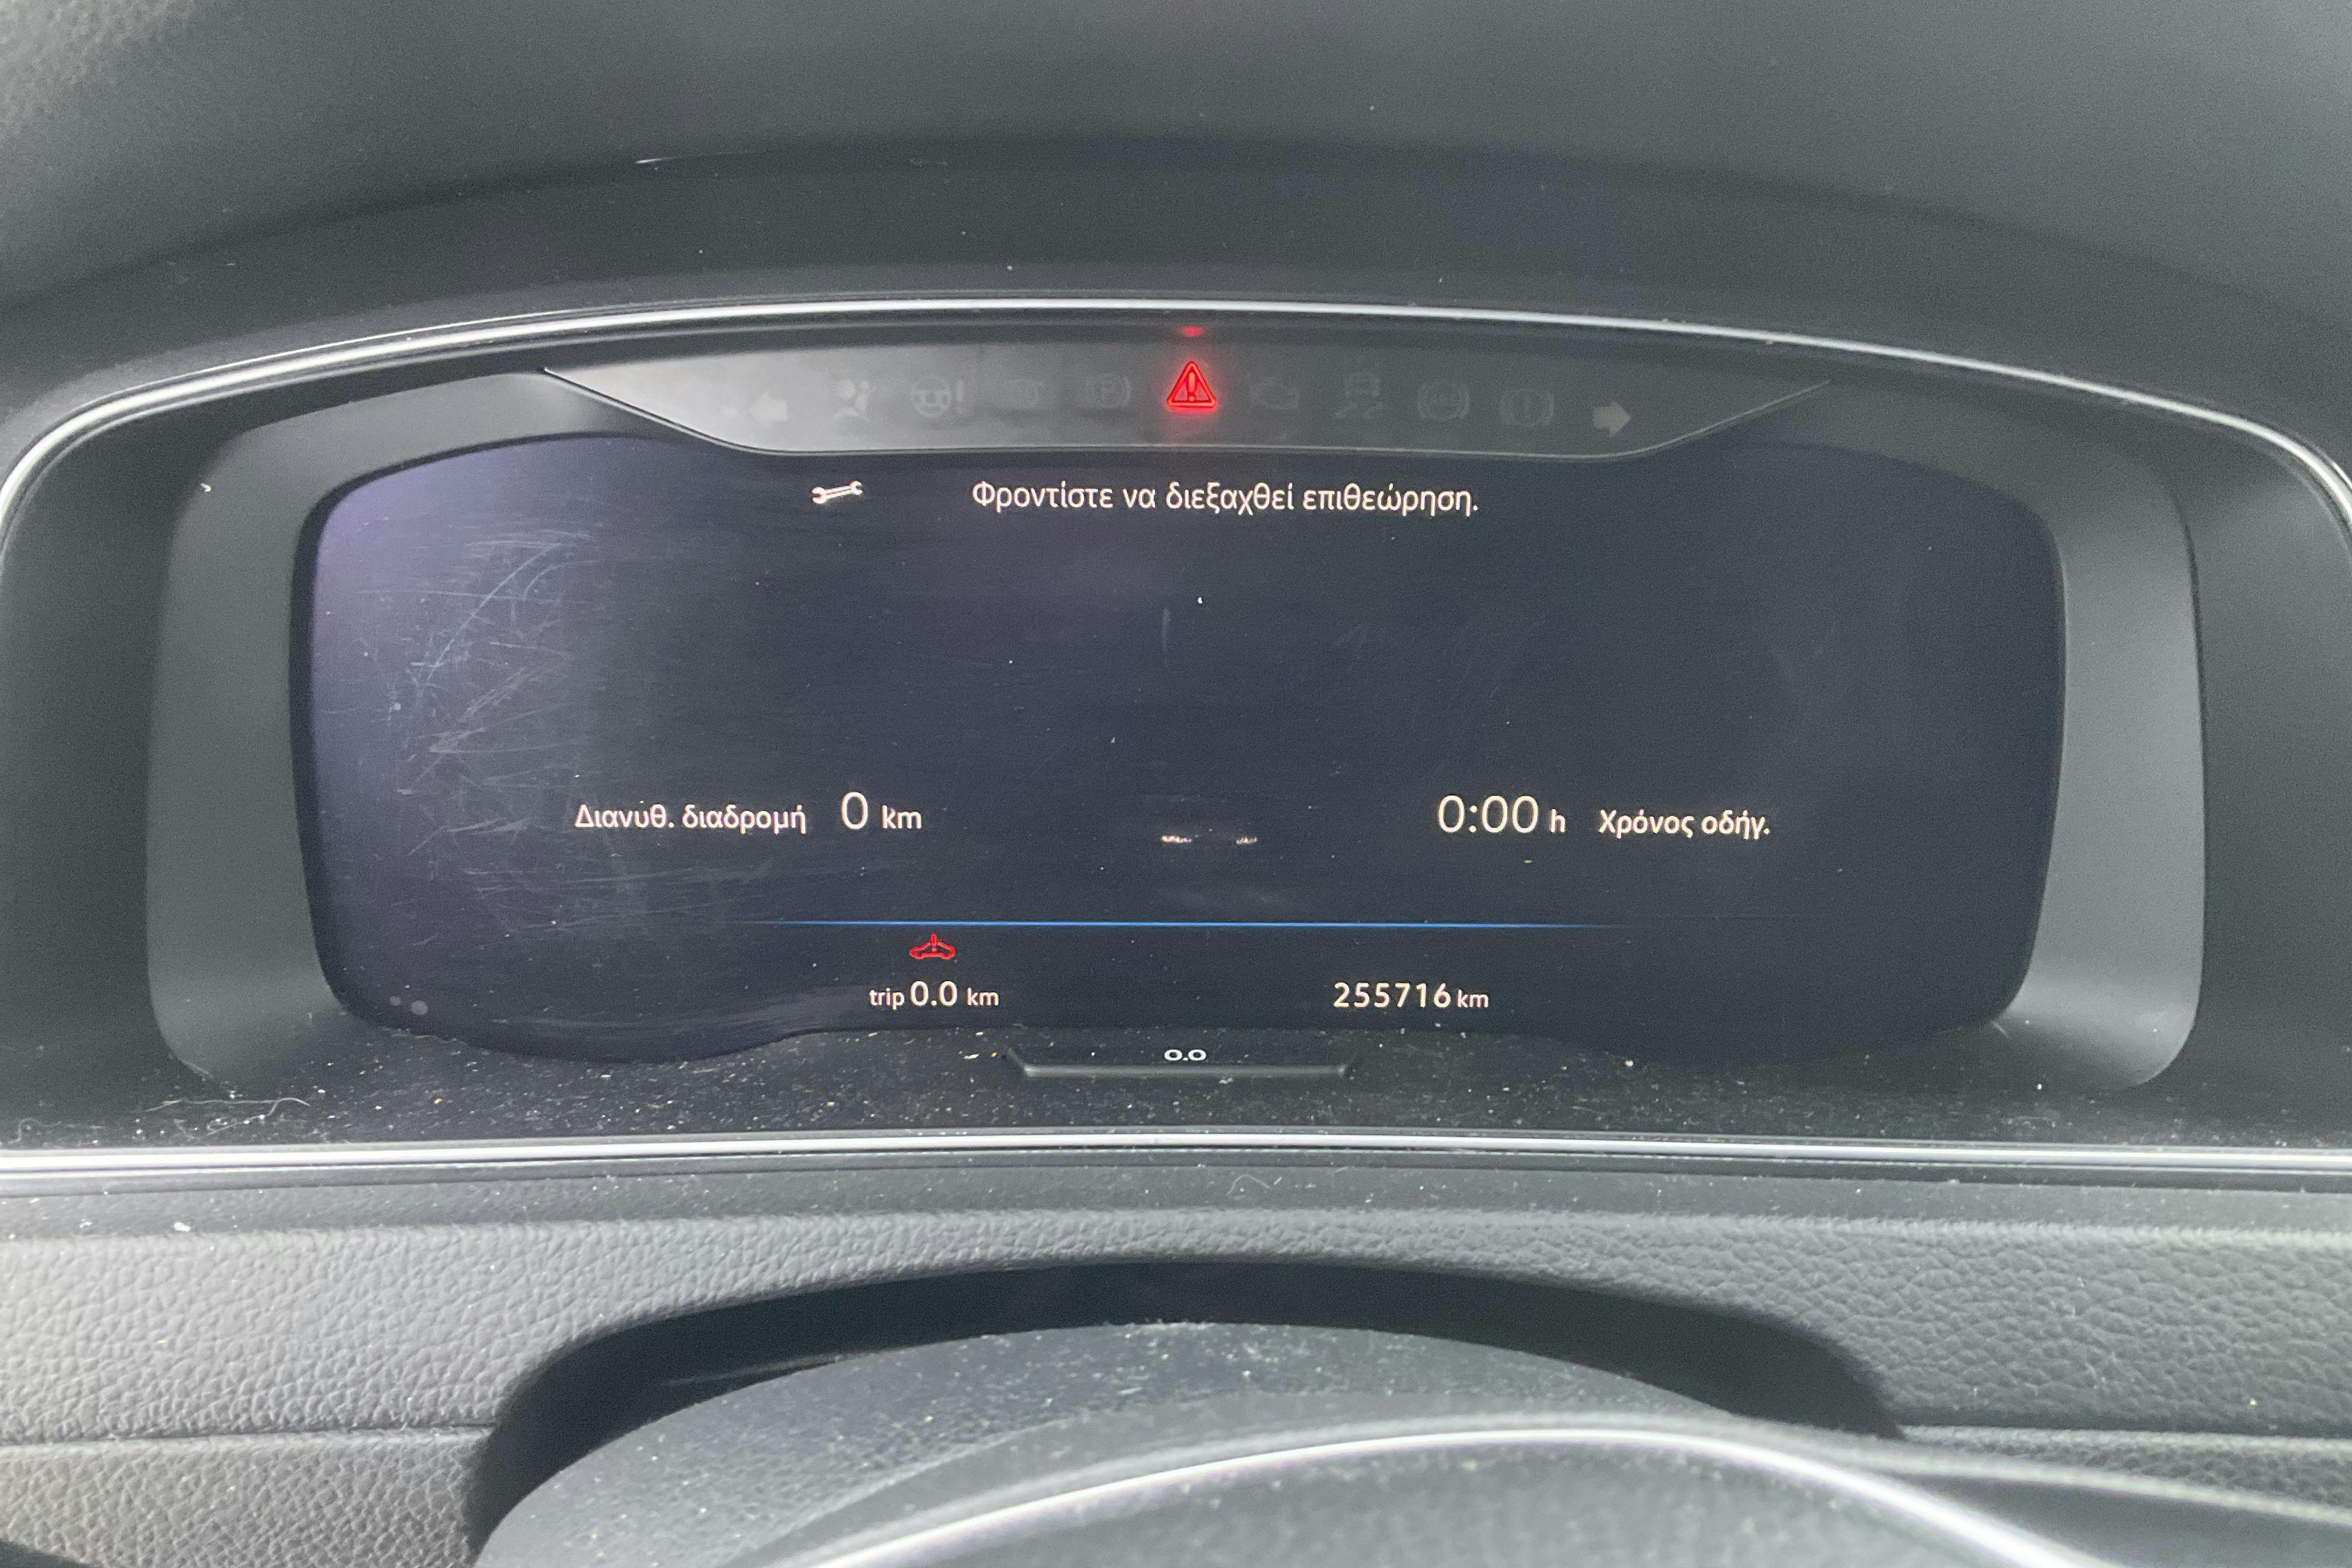 Φροντίστε να διεξαχθεί επιθεώρηση.
Διανυθ. διαδρομή 0 km
0:00 h Χρόνος οδήγ.
trip 0.0 km
255716 km
0.0